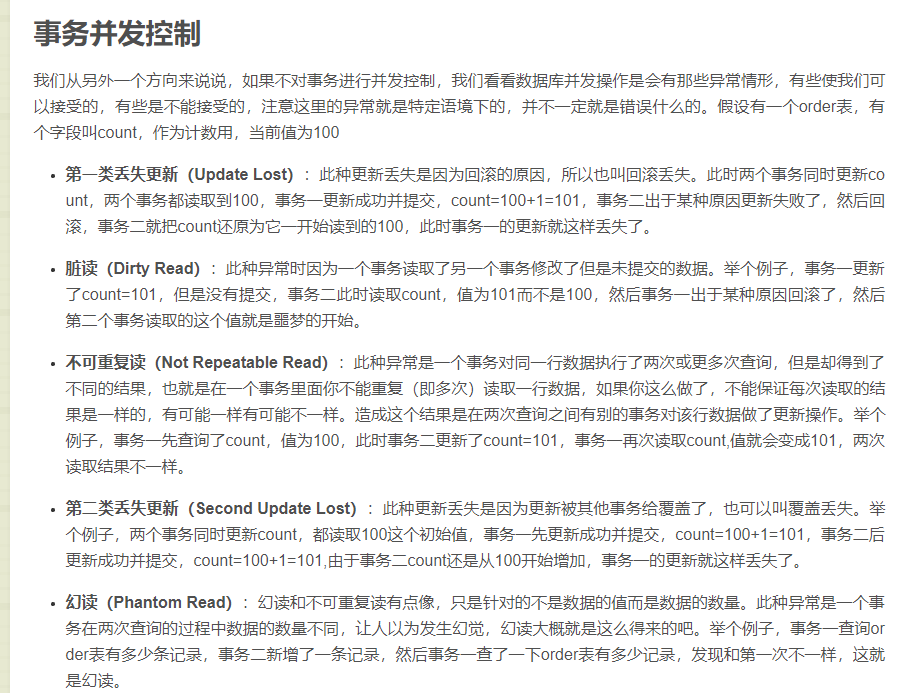 事务并发控制
我们从另外一个方向来说说，如果不对事务进行并发控制，我们看看数据库并发操作是会有那些异常情形，有些使我们可
以接受的，有些是不能接受的，注意这里的异常就是特定语境下的，并不一定就是错误什么的。假设有一个order表，有
个字段叫count，作为计数用，当前值为100
• 第一类丢失更新（Update Lost）：此种更新丢失是因为回滚的原因，所以也叫回滚丢失。此时两个事务同时更新co
unt，两个事务都读取到100，事务一更新成功并提交，count=100+1=101，事务二出于某种原因更新失败了，然后回
滚，事务二就把count还原为它一开始读到的100，此时事务一的更新就这样丢失了。
• 脏读（Dirty Read）：此种异常时因为一个事务读取了另一个事务修改了但是未提交的数据。举个例子，事务一更新
了count=101，但是没有提交，事务二此时读取count，值为101而不是100，然后事务一出于某种原因回滚了，然后
第二个事务读取的这个值就是噩梦的开始。
• 不可重复读（Not Repeatable Read）：此种异常是一个事务对同一行数据执行了两次或更多次查询，但是却得到了
不同的结果，也就是在一个事务里面你不能重复（即多次）读取一行数据，如果你这么做了，不能保证每次读取的结
果是一样的，有可能一样有可能不一样。造成这个结果是在两次查询之间有别的事务对该行数据做了更新操作。举个
例子，事务一先查询了count，值为100，此时事务二更新了count=101，事务一再次读取count,值就会变成101，两次
读取结果不一样。
• 第二类丢失更新（Second Update Lost）：此种更新丢失是因为更新被其他事务给覆盖了，也可以叫覆盖丢失。举
个例子，两个事务同时更新count，都读取100这个初始值，事务一先更新成功并提交，count=100+1=101，事务二后
更新成功并提交，count=100+1=101,由于事务二count还是从100开始增加，事务一的更新就这样丢失了。
• 幻读（Phantom Read）：幻读和不可重复读有点像，只是针对的不是数据的值而是数据的数量。此种异常是一个事
务在两次查询的过程中数据的数量不同，让人以为发生幻觉，幻读大概就是这么得来的吧。举个例子，事务一查询or
der表有多少条记录，事务二新增了一条记录，然后事务一查了一下order表有多少记录，发现和第一次不一样，这就
是幻读。